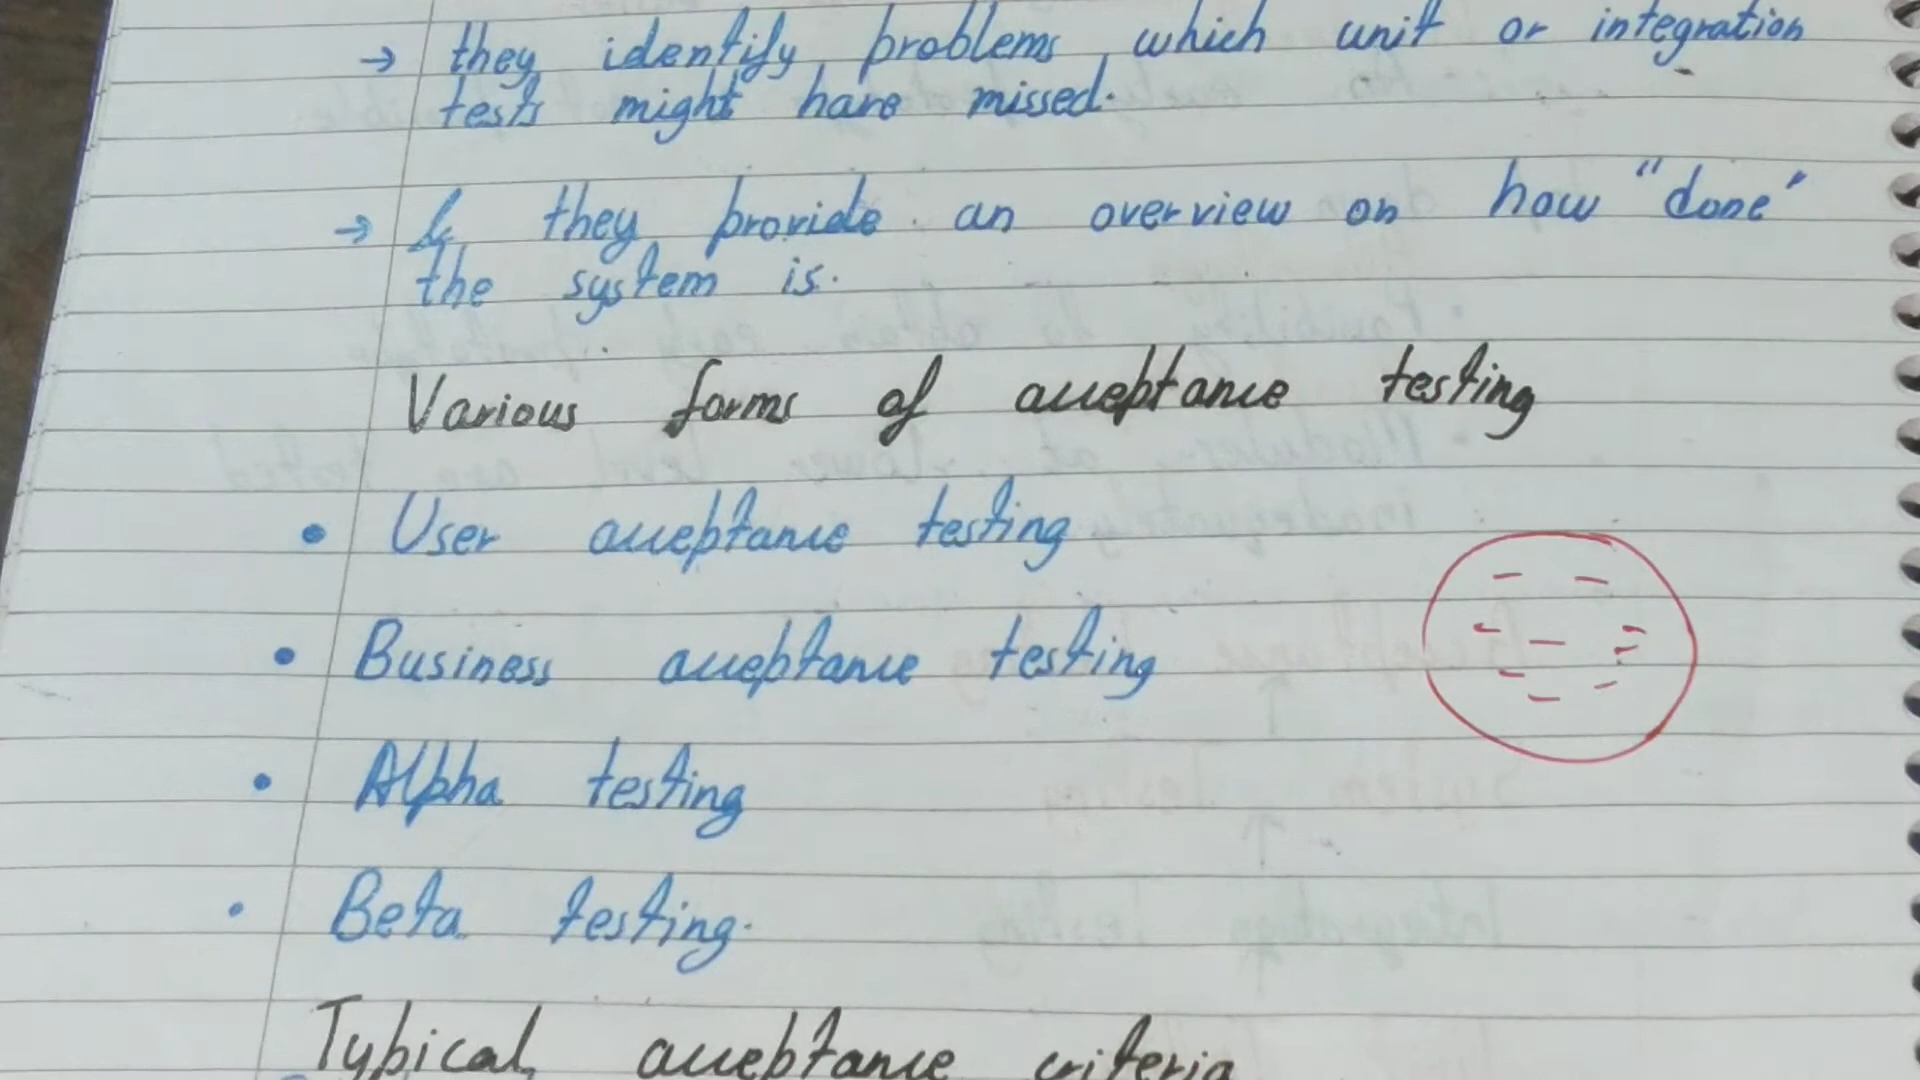 → they identify problems which unit or integration
tests might have missed.
→ they provide an overview on how "done"
the system is.
Various forms of acceptance testing
• User acceptance testing
• Business acceptance testing
• Alpha testing
• Beta testing.
Typical acceptance criteria